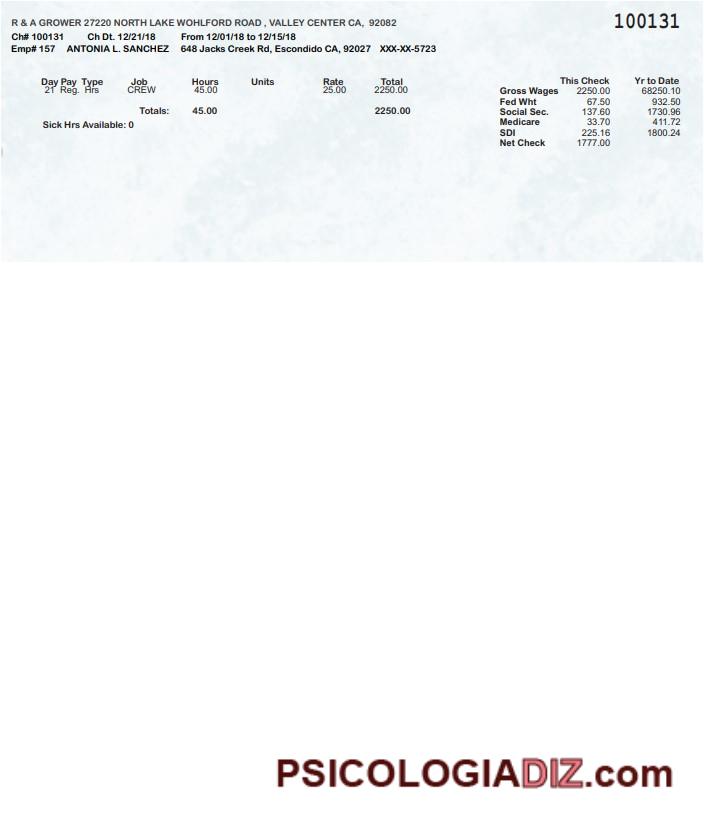 R & A GROWER 27220 NORTH LAKE WOHLFORD ROAD , VALLEY CENTER CA, 92082
100131
Ch# 100131 Ch Dt. 12/21/18 From 12/01/18 to 12/15/18
Emp# 157 ANTONIA L. SANCHEZ 648 Jacks Creek Rd, Escondido CA, 92027 XXX-XX-5723
Day Pay Type Job Hours Units Rate Total
21 Reg. Hrs CREW 45.00 25.00 2250.00
Totals: 45.00 2250.00
Sick Hrs Available: 0
This Check Yr to Date
Gross Wages 2250.00 68250.10
Fed Wht 67.50 932.50
Social Sec. 137.60 1730.96
Medicare 33.70 411.72
SDI 225.16 1800.24
Net Check 1777.00
PSICOLOGIADIZ.com